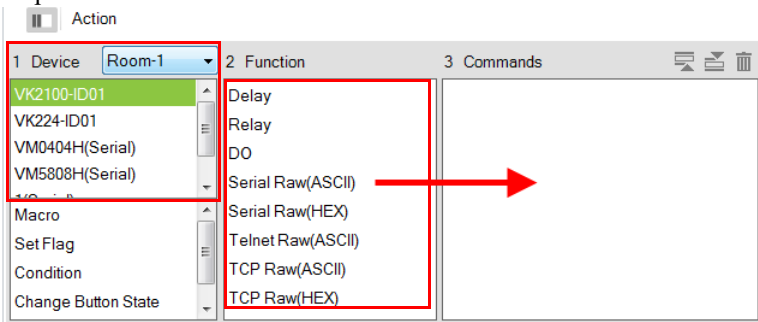 Action
1 Device Room-1 2 Function 3 Commands
VK2100-ID01
VK224-ID01
VM0404H(Serial)
VM5808H(Serial)
Macro
Set Flag
Condition
Change Button State
Delay
Relay
DO
Serial Raw(ASCII)
Serial Raw(HEX)
Telnet Raw(ASCII)
TCP Raw(ASCII)
TCP Raw(HEX)